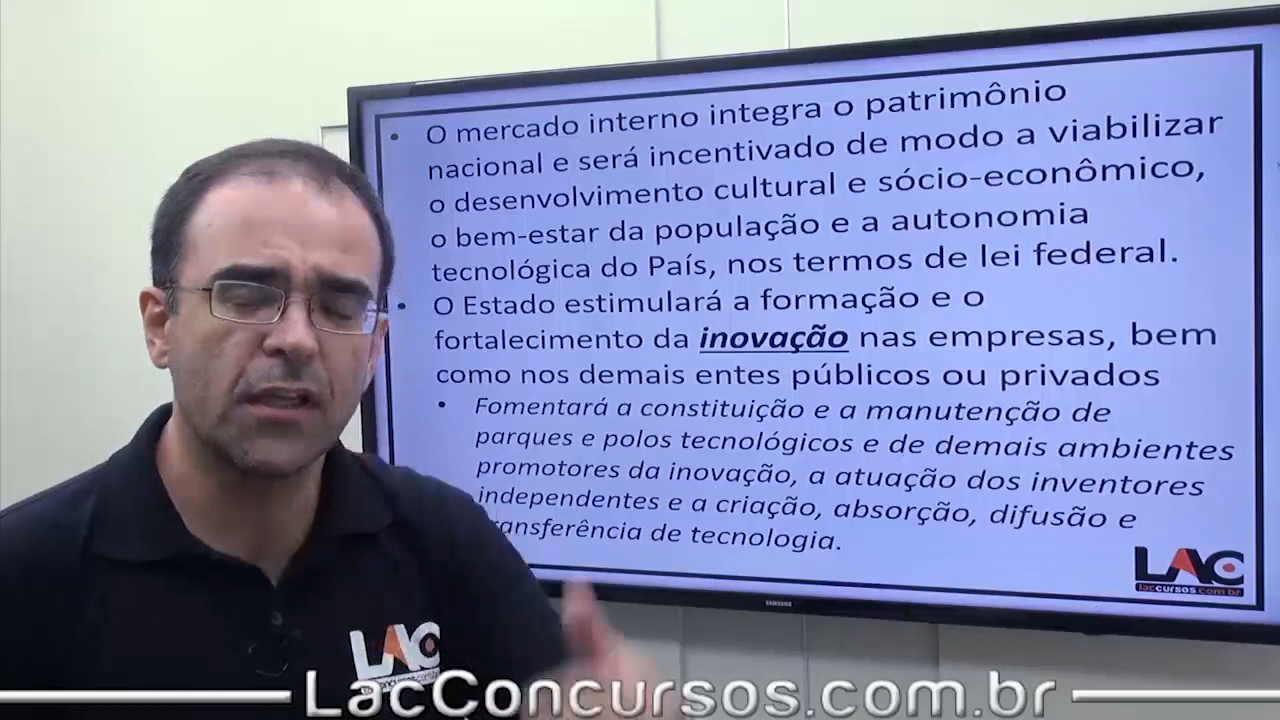 O mercado interno integra o patrimônio
nacional e será incentivado de modo a viabilizar
o desenvolvimento cultural e sócio-econômico,
o bem-estar da população e a autonomia
tecnológica do País, nos termos de lei federal.
O Estado estimulará a formação e o
fortalecimento da inovação nas empresas, bem
como nos demais entes públicos ou privados
Fomentará a constituição e a manutenção de
parques e polos tecnológicos e de demais ambientes
promotores da inovação, a atuação dos inventores
independentes e a criação, absorção, difusão e
ransferência de tecnologia.
LAC
laccursos.com.br
SAMSUNG
LAC
LacConcursos.com.br